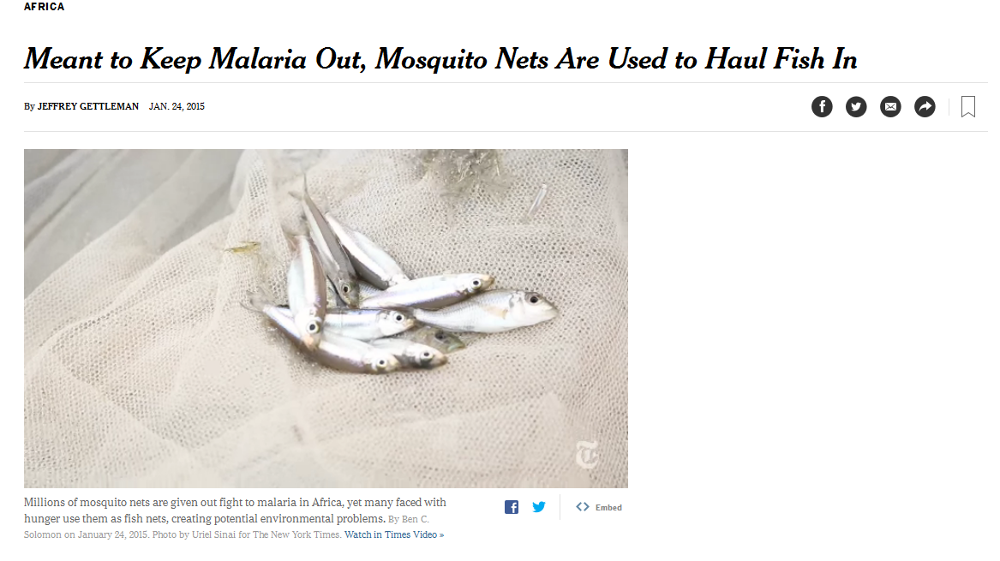 AFRICA
Meant to Keep Malaria Out, Mosquito Nets Are Used to Haul Fish In
By JEFFREY GETTLEMAN JAN. 24, 2015
Millions of mosquito nets are given out fight to malaria in Africa, yet many faced with
hunger use them as fish nets, creating potential environmental problems. By Ben C.
Solomon on January 24, 2015. Photo by Uriel Sinai for The New York Times. Watch in Times Video »
Embed